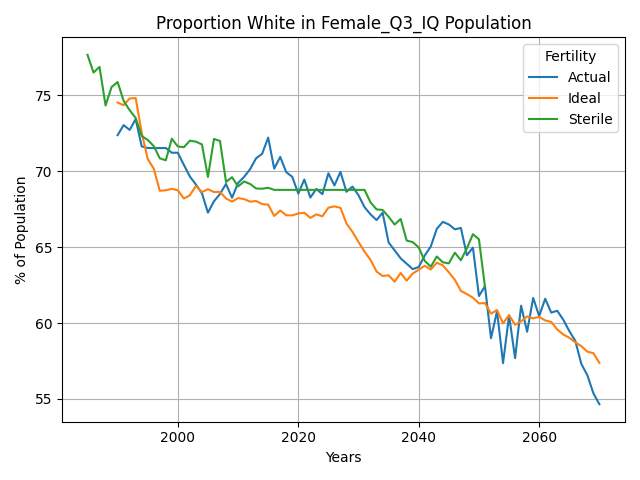 Proportion White in Female_Q3_IQ Population
Fertility
Actual
Ideal
Sterile
% of Population
75
70
65
60
55
2000
2020
2040
2060
Years